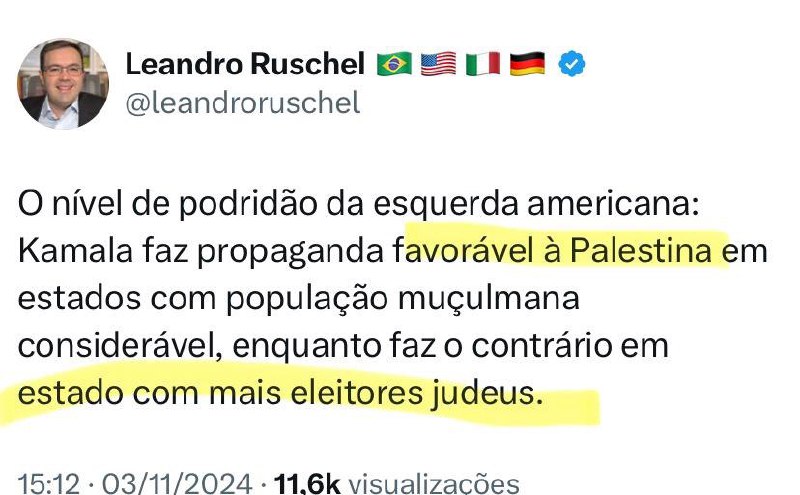 Leandro Ruschel 🇧🇷 🇺🇸 🇮🇹 🇩🇪
@leandroruschel
O nível de podridão da esquerda americana:
Kamala faz propaganda favorável à Palestina em
estados com população muçulmana
considerável, enquanto faz o contrário em
estado com mais eleitores judeus.
15:12 · 03/11/2024 · 11,6k visualizações